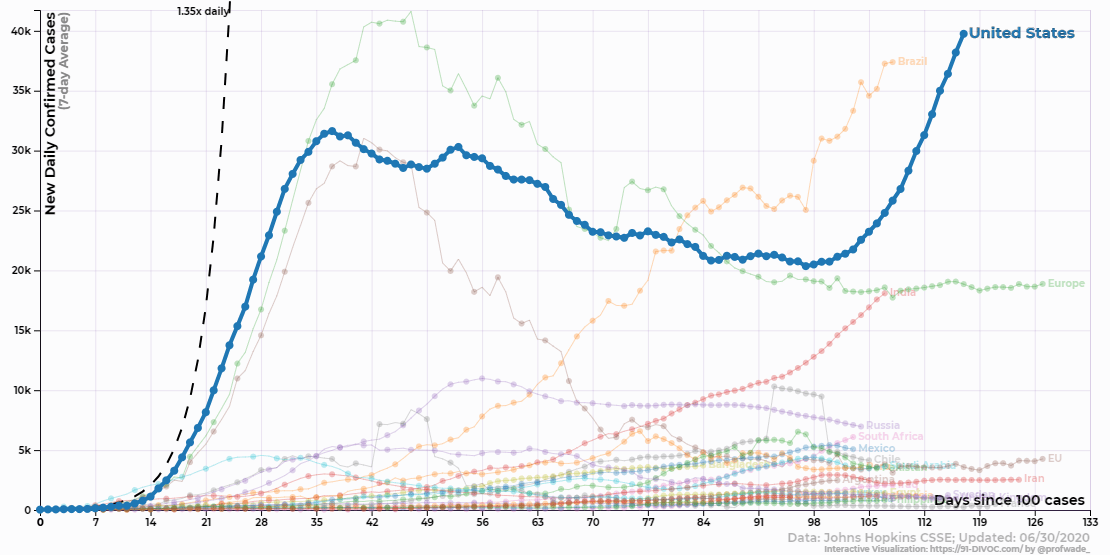 1.35x daily
New Daily Confirmed Cases
(7-day Average)
40k
35k
30k
25k
20k
15k
10k
5k
0
United States
Brazil
Europe
India
Russia
South Africa
Mexico
Chile
EU
Iran
Days since 100 cases
0 7 14 21 28 35 42 49 56 63 70 77 84 91 98 105 112 119 126 133
Data: Johns Hopkins CSSE; Updated: 06/30/2020
Interactive Visualization: https://91-DIVOC.com/ by @profwade_